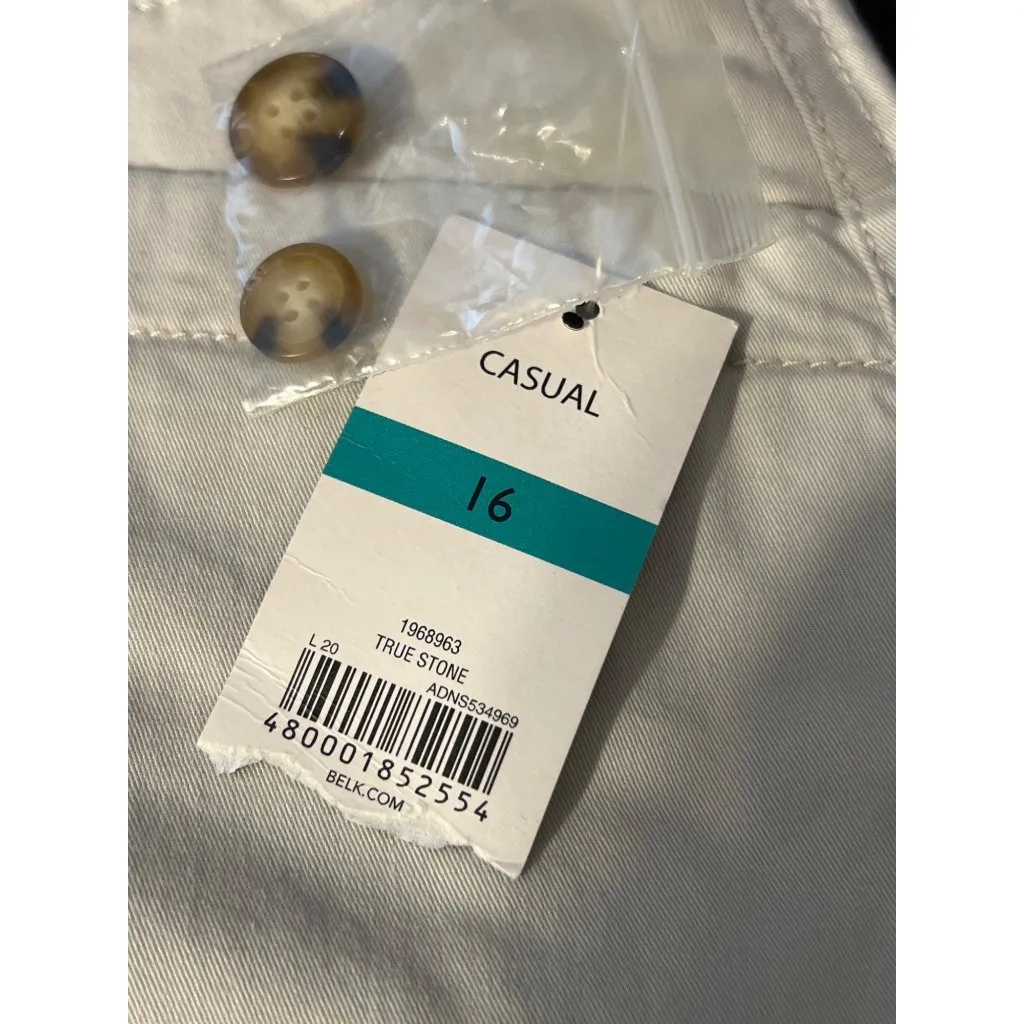 CASUAL
16
1968963
TRUE STONE
L 20
ADNS534969
480001852554
BELK.COM